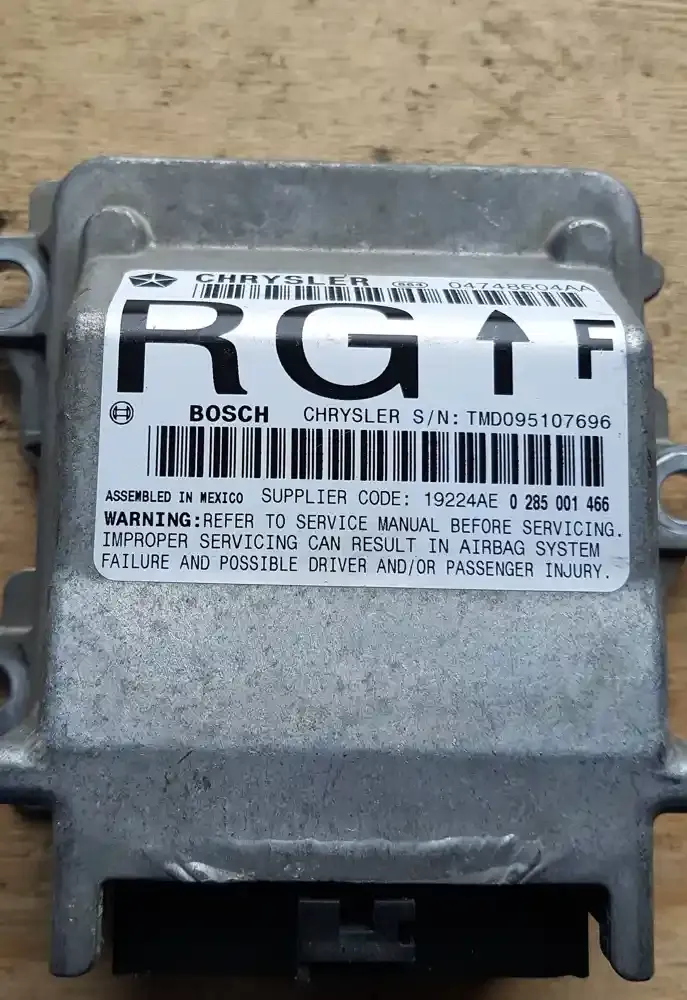 CHRYSLER 664 04748604AA
RG ↑ F
BOSCH CHRYSLER S/N: TMD095107696
ASSEMBLED IN MEXICO SUPPLIER CODE: 19224AE 0 285 001 466
WARNING:REFER TO SERVICE MANUAL BEFORE SERVICING.
IMPROPER SERVICING CAN RESULT IN AIRBAG SYSTEM
FAILURE AND POSSIBLE DRIVER AND/OR PASSENGER INJURY.